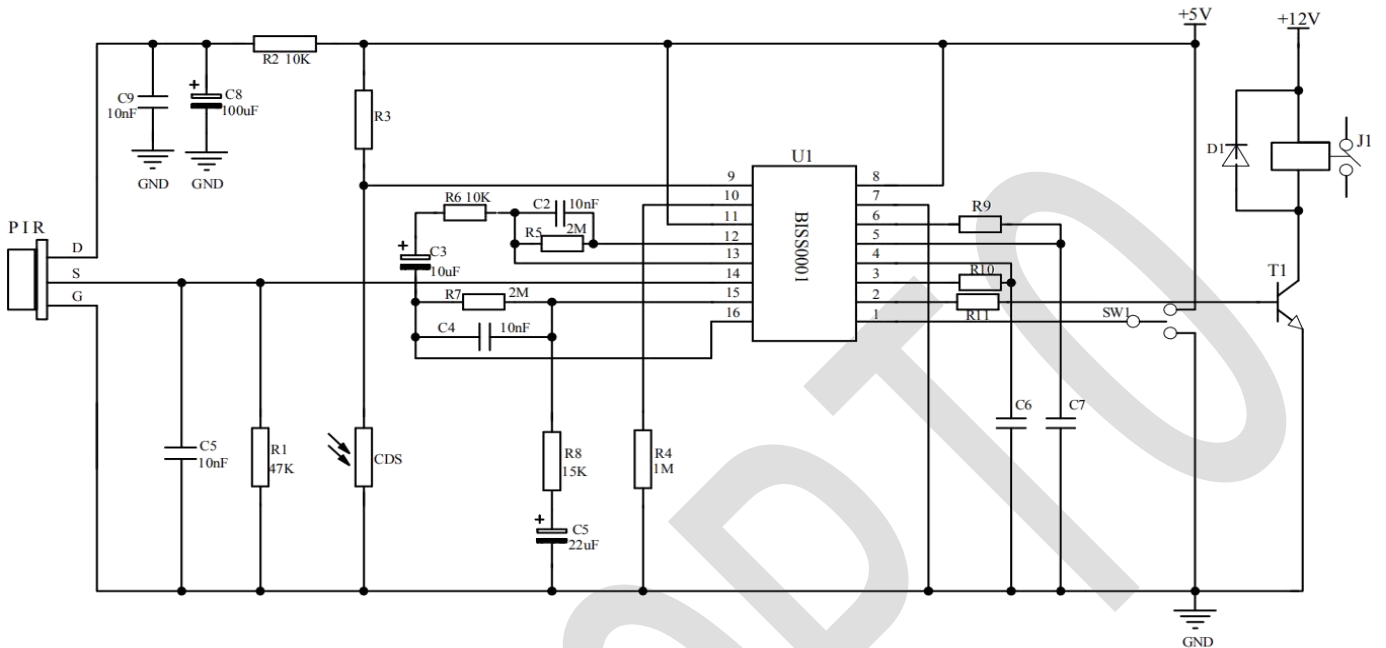 +5V
+12V
R2 10K
C9
10nF
C8
100uF
R3
GND
GND
D1
J1
U1
PIR
D
S
G
R6 10K
C2
10nF
R5
2M
C3
10uF
R7
2M
C4
10nF
9
10
11
12
13
14
15
16
BISS0001
8
7
6
5
4
3
2
1
R9
R10
R11
SW1
T1
C5
10nF
R1
47K
CDS
R8
15K
C5
22uF
R4
1M
C6
C7
GND